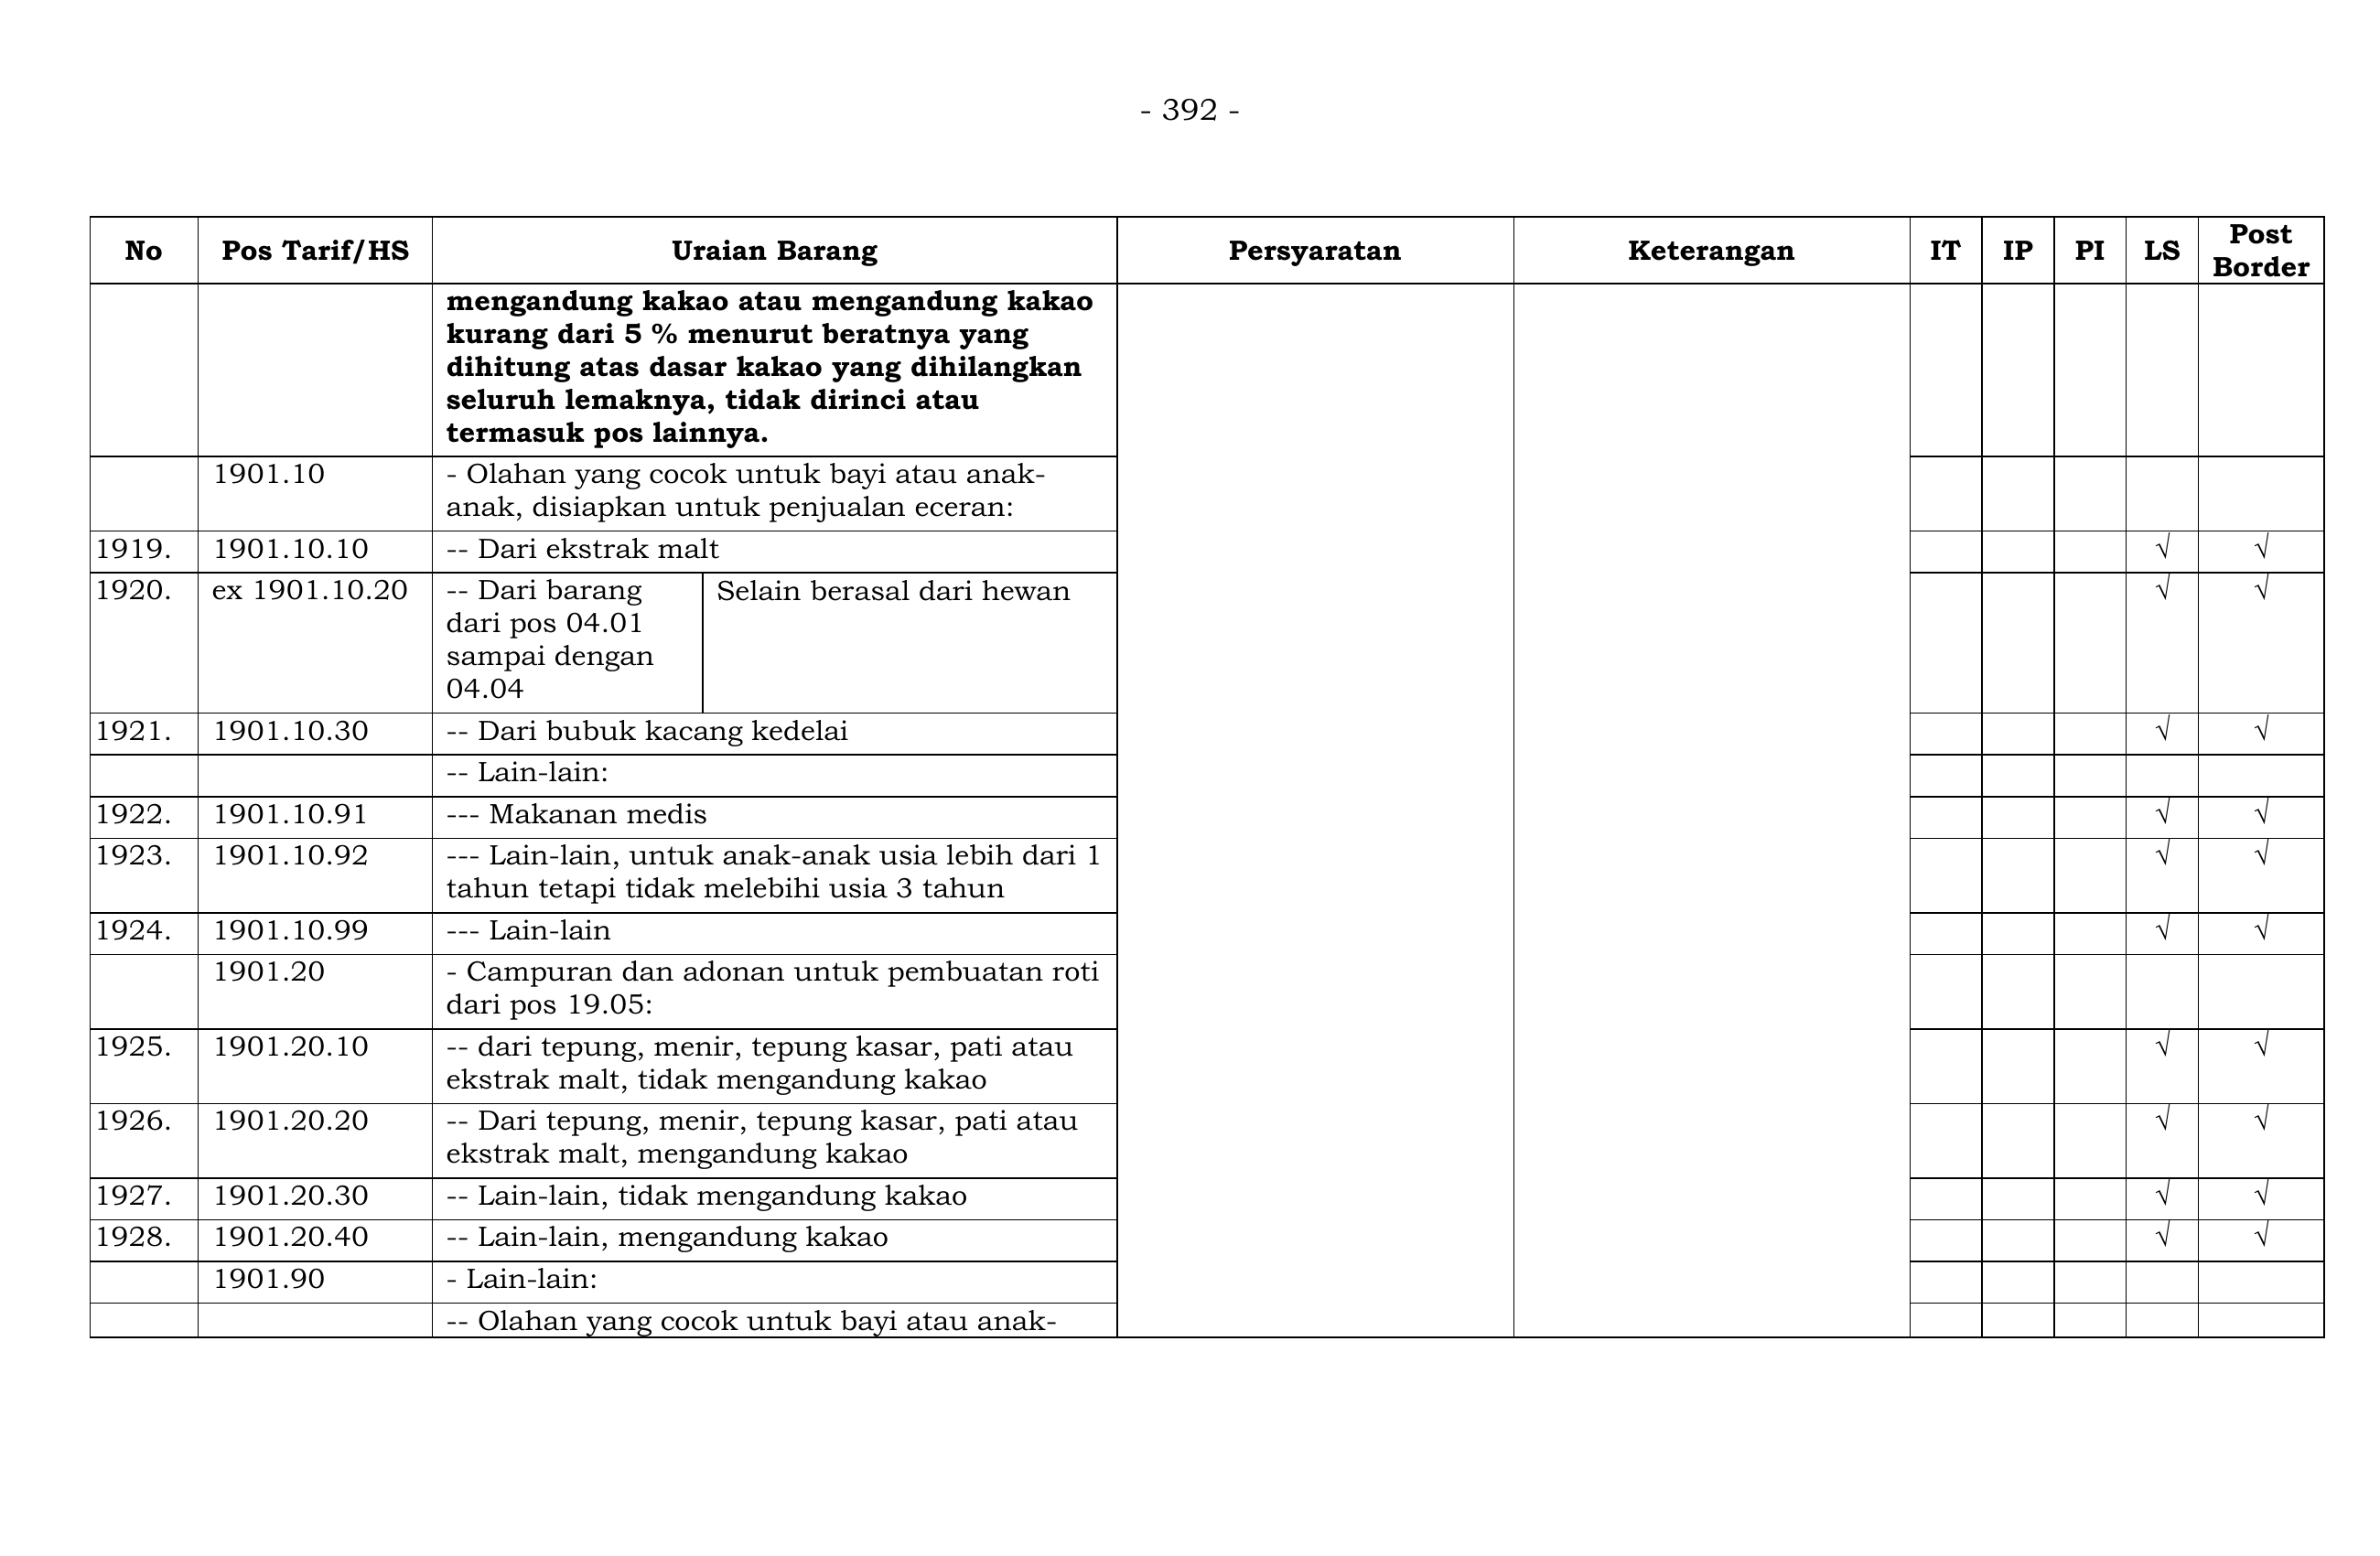 - 392 -
No Pos Tarif/HS Uraian Barang Persyaratan Keterangan IT IP PI LS Post Border
mengandung kakao atau mengandung kakao
kurang dari 5 % menurut beratnya yang
dihitung atas dasar kakao yang dihilangkan
seluruh lemaknya, tidak dirinci atau
termasuk pos lainnya.
1901.10 - Olahan yang cocok untuk bayi atau anak-
anak, disiapkan untuk penjualan eceran:
1919. 1901.10.10 -- Dari ekstrak malt √ √
1920. ex 1901.10.20 -- Dari barang Selain berasal dari hewan √ √
dari pos 04.01
sampai dengan
04.04
1921. 1901.10.30 -- Dari bubuk kacang kedelai √ √
-- Lain-lain:
1922. 1901.10.91 --- Makanan medis √ √
1923. 1901.10.92 --- Lain-lain, untuk anak-anak usia lebih dari 1 √ √
tahun tetapi tidak melebihi usia 3 tahun
1924. 1901.10.99 --- Lain-lain √ √
1901.20 - Campuran dan adonan untuk pembuatan roti
dari pos 19.05:
1925. 1901.20.10 -- dari tepung, menir, tepung kasar, pati atau √ √
ekstrak malt, tidak mengandung kakao
1926. 1901.20.20 -- Dari tepung, menir, tepung kasar, pati atau √ √
ekstrak malt, mengandung kakao
1927. 1901.20.30 -- Lain-lain, tidak mengandung kakao √ √
1928. 1901.20.40 -- Lain-lain, mengandung kakao √ √
1901.90 - Lain-lain:
-- Olahan yang cocok untuk bayi atau anak-